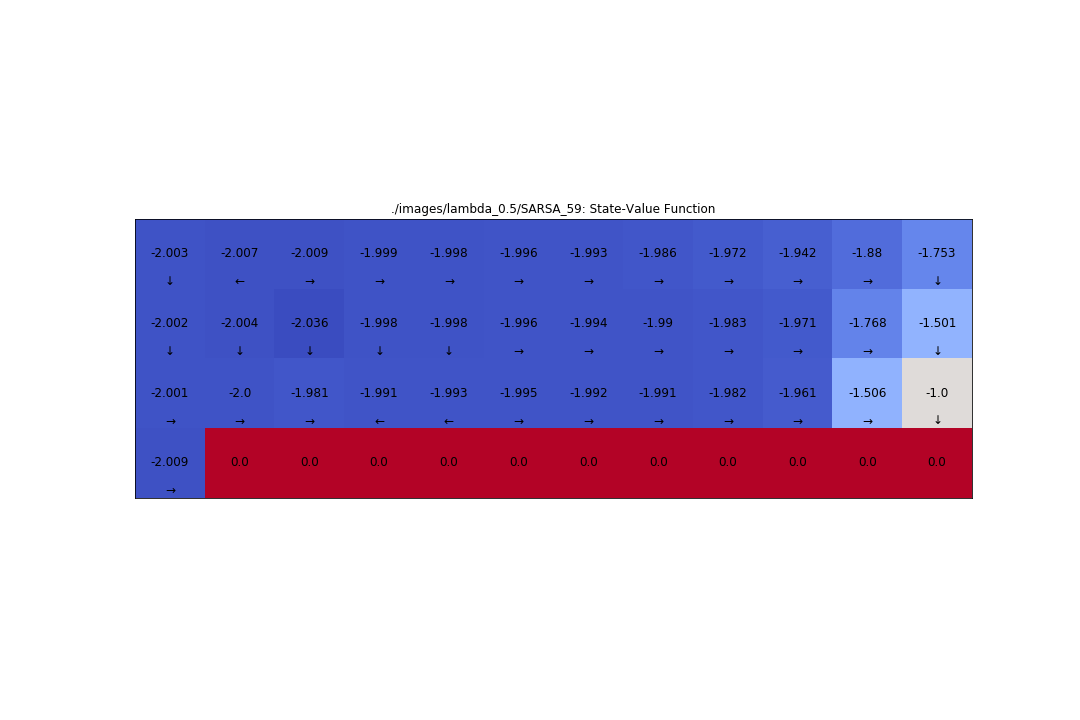 ./images/lambda_0.5/SARSA_59: State-Value Function
-2.003 -2.007 -2.009 -1.999 -1.998 -1.996 -1.993 -1.986 -1.972 -1.942 -1.88 -1.753
↓ ← → → → → → → → → → ↓
-2.002 -2.004 -2.036 -1.998 -1.998 -1.996 -1.994 -1.99 -1.983 -1.971 -1.768 -1.501
↓ ↓ ↓ ↓ ↓ → → → → → → ↓
-2.001 -2.0 -1.981 -1.991 -1.993 -1.995 -1.992 -1.991 -1.982 -1.961 -1.506 -1.0
→ → → ← ← → → → → → → ↓
-2.009 0.0 0.0 0.0 0.0 0.0 0.0 0.0 0.0 0.0 0.0 0.0
→